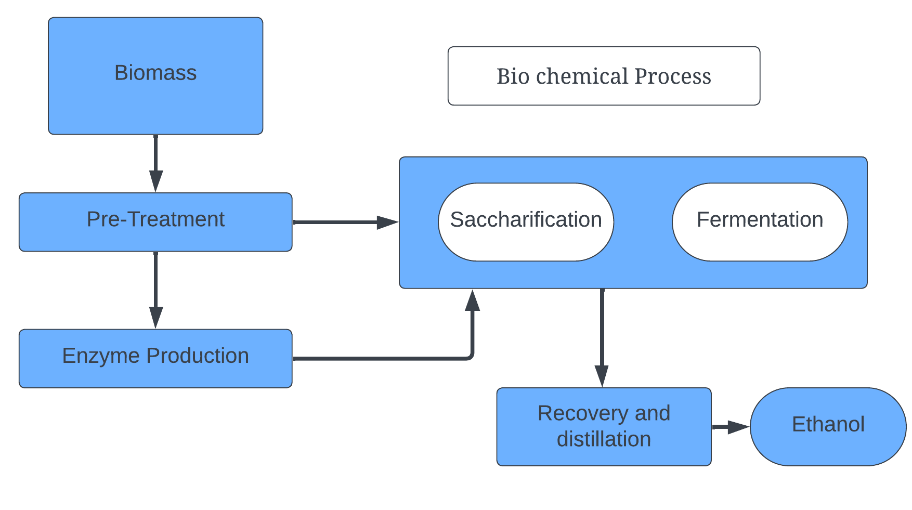 Biomass
Bio chemical Process
Pre-Treatment
Saccharification
Fermentation
Enzyme Production
Recovery and
distillation
Ethanol